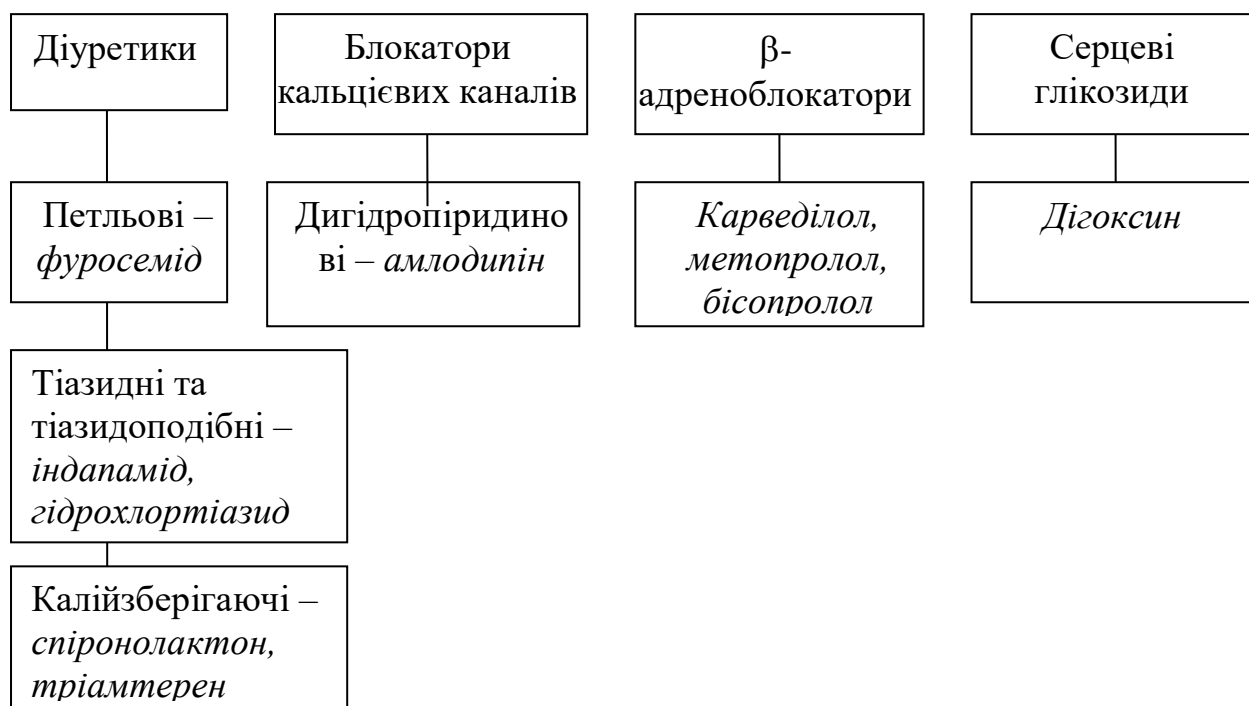 Діуретики
Блокатори
кальцієвих каналів
β-
адреноблокатори
Серцеві
глікозиди
Петльові –
фуросемід
Дигідропіридино
ві – амлодипін
Карведілол,
метопролол,
бісопролол
Дігоксин
Тіазидні та
тіазидоподібні –
індапамід,
гідрохлортіазид
Калійзберігаючі –
спіронолактон,
тріамтерен